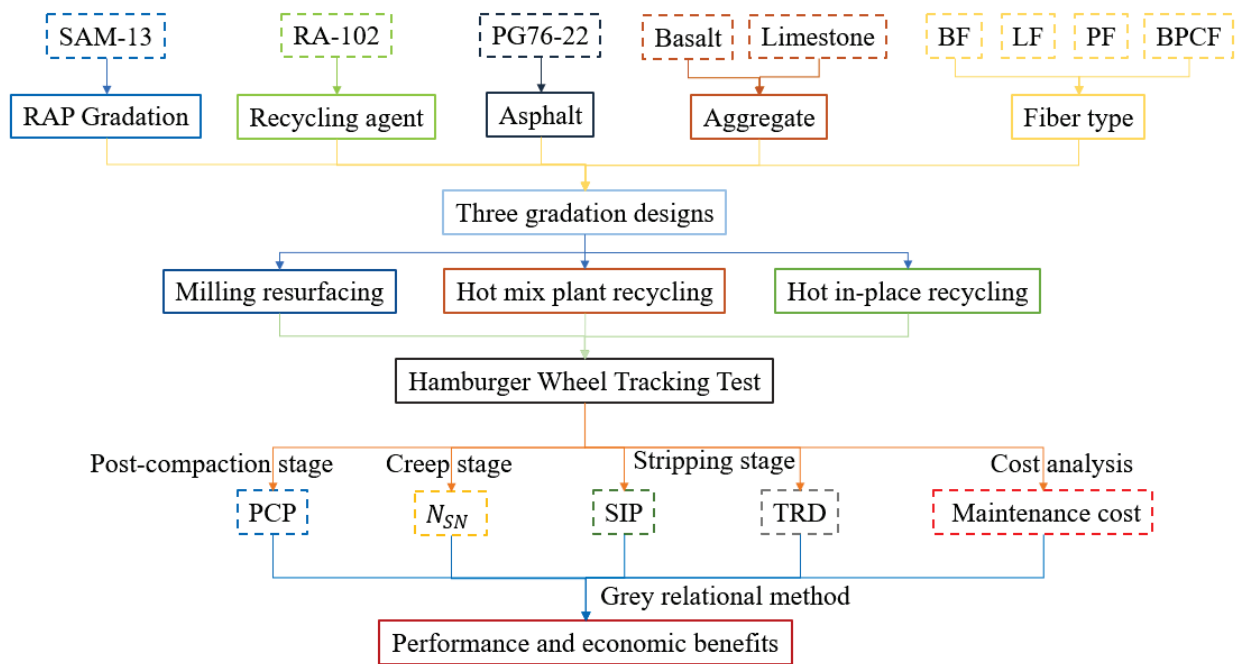 SAM-13 RA-102 PG76-22 Basalt Limestone BF LF PF BPCF
RAP Gradation Recycling agent Asphalt Aggregate Fiber type
Three gradation designs
Milling resurfacing Hot mix plant recycling Hot in-place recycling
Hamburger Wheel Tracking Test
Post-compaction stage Creep stage Stripping stage Cost analysis
PCP N_{SN} SIP TRD Maintenance cost
Grey relational method
Performance and economic benefits